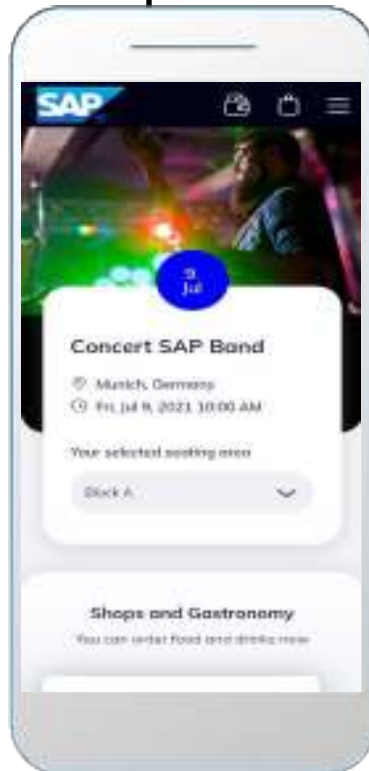 SAP
9.
Jul
Concert SAP Band
Munich, Germany
Fri, Jul 9, 2021 10:00 AM
Your selected seating area
Block A
Shops and Gastronomy
You can order food and drinks now